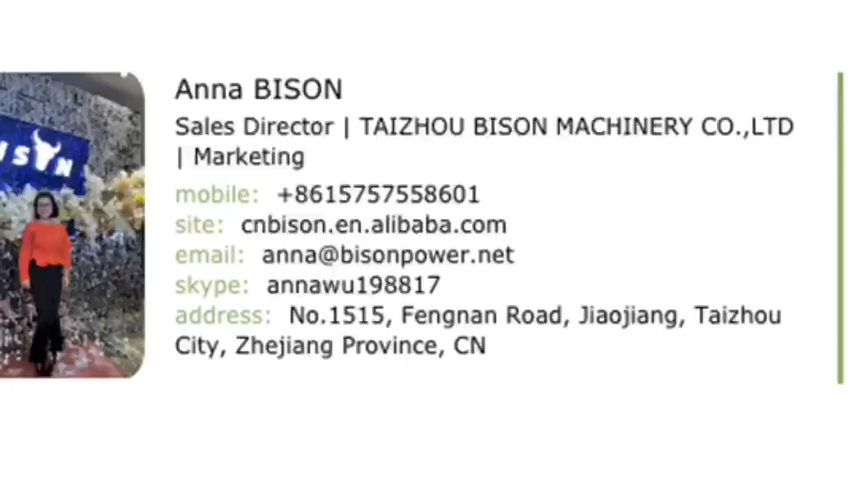 ISON
Anna BISON
Sales Director | TAIZHOU BISON MACHINERY CO.,LTD
| Marketing
mobile: +8615757558601
site: cnbison.en.alibaba.com
email: anna@bisonpower.net
skype: annawu198817
address: No.1515, Fengnan Road, Jiaojiang, Taizhou
City, Zhejiang Province, CN